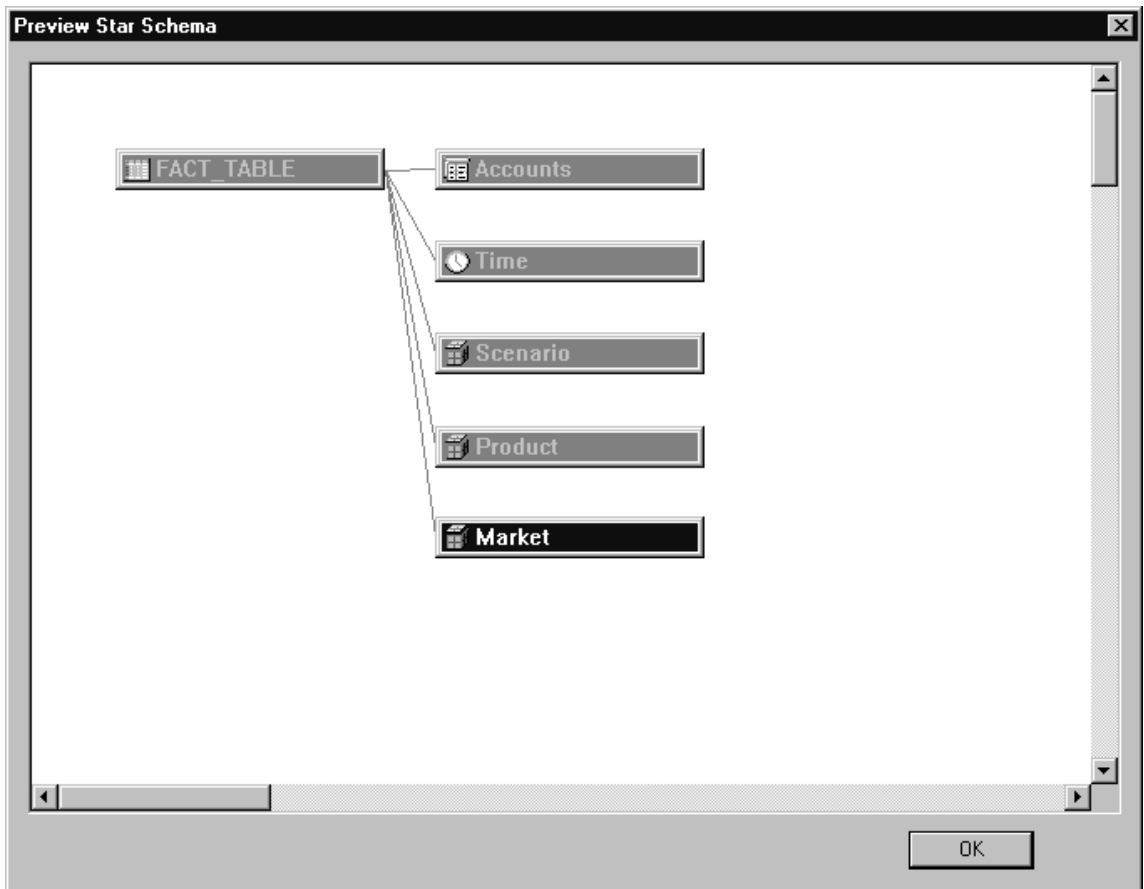 Preview Star Schema
FACT_TABLE
Accounts
Time
Scenario
Product
Market
OK